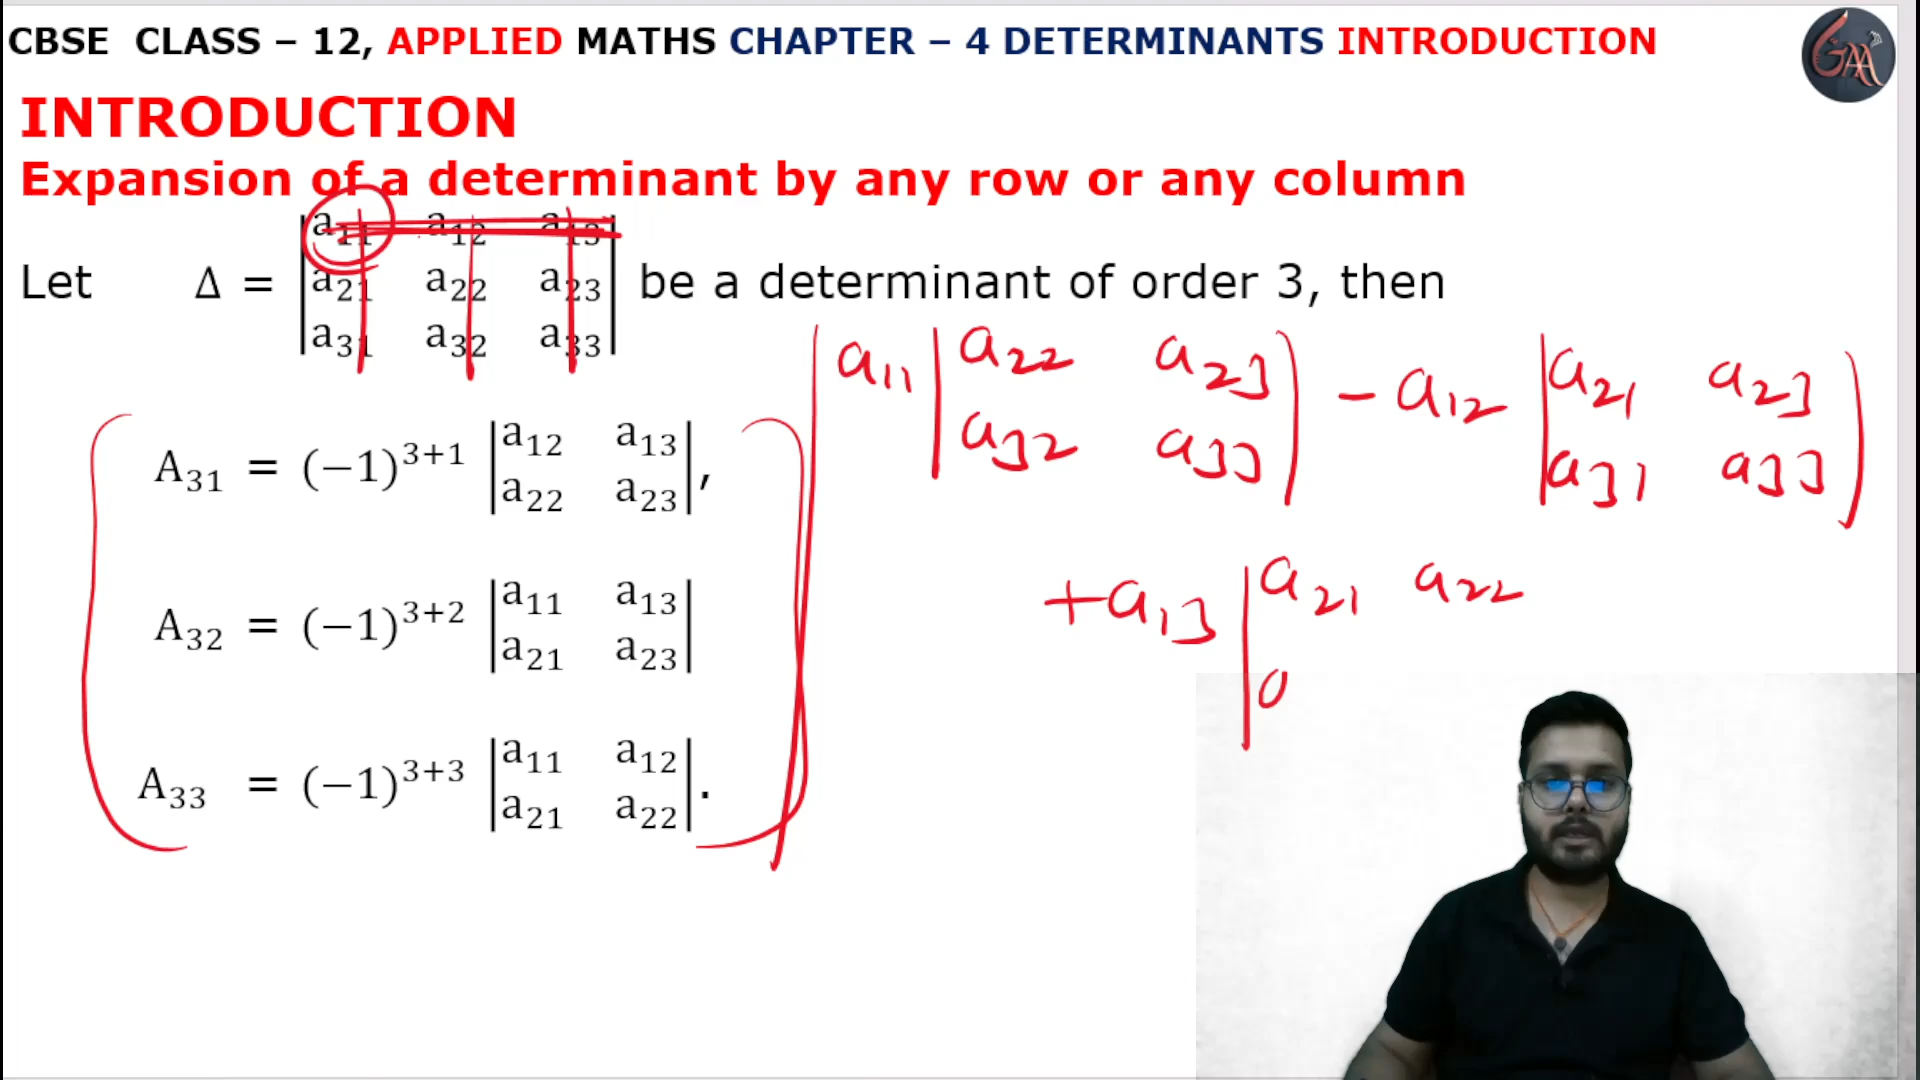 CBSE CLASS – 12, APPLIED MATHS CHAPTER – 4 DETERMINANTS INTRODUCTION
GAA
INTRODUCTION
Expansion of a determinant by any row or any column
a11 a12 a13
Let Δ = a21 a22 a23 be a determinant of order 3, then
a31 a32 a33
A31 = (−1)^3+1 |a12 a13
a22 a23|,
A32 = (−1)^3+2 |a11 a13
a21 a23|
A33 = (−1)^3+3 |a11 a12
a21 a22|.
a11 |a22 a23
a32 a33| − a12 |a21 a23
a31 a33|
+a13 |a21 a22